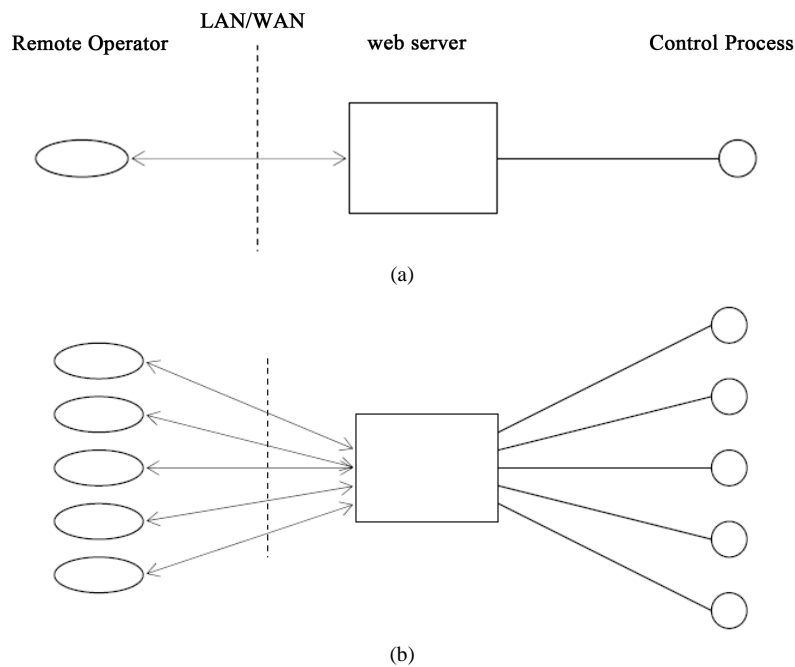 LAN/WAN
Remote Operator
web server
Control Process
(a)
(b)